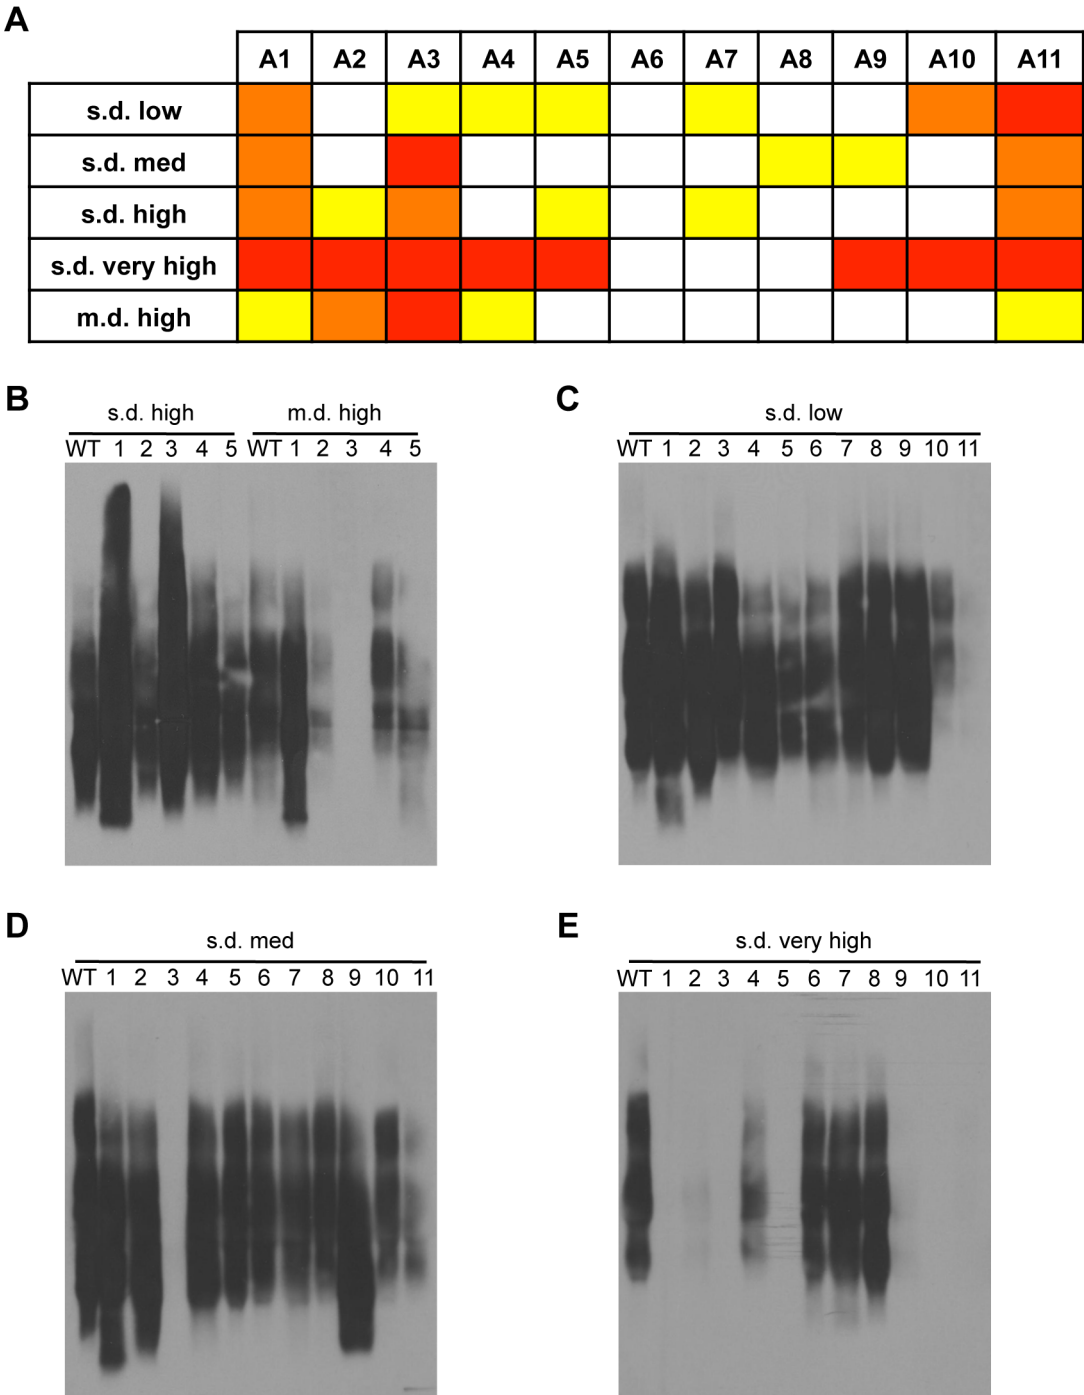 A
A1 A2 A3 A4 A5 A6 A7 A8 A9 A10 A11
s.d. low
s.d. med
s.d. high
s.d. very high
m.d. high
B
s.d. high m.d. high
WT 1 2 3 4 5 WT 1 2 3 4 5
C
s.d. low
WT 1 2 3 4 5 6 7 8 9 10 11
D
s.d. med
WT 1 2 3 4 5 6 7 8 9 10 11
E
s.d. very high
WT 1 2 3 4 5 6 7 8 9 10 11